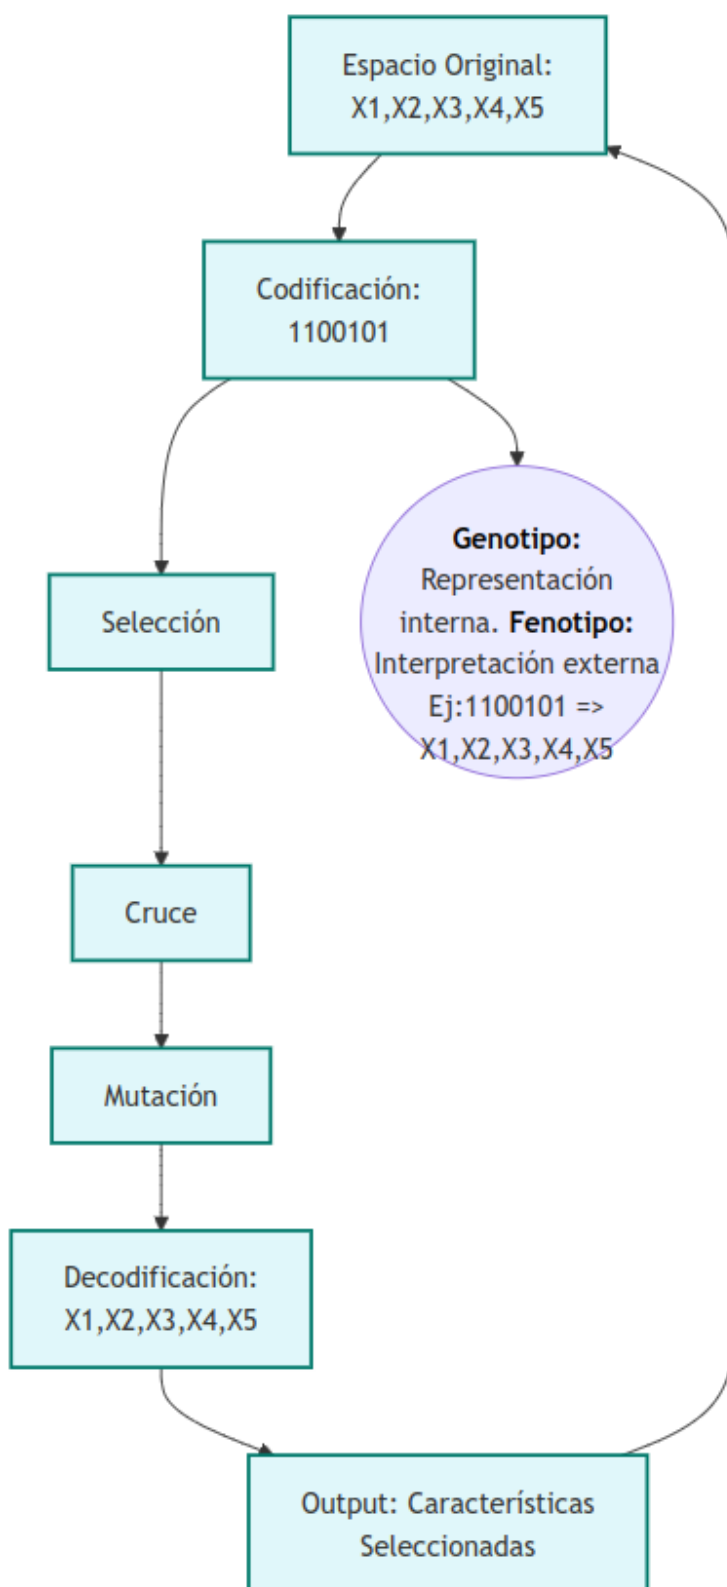 Espacio Original:
X1,X2,X3,X4,X5
Codificación:
1100101
Genotipo:
Representación
interna. Fenotipo:
Interpretación externa
Ej:1100101 =>
X1,X2,X3,X4,X5
Selección
Cruce
Mutación
Decodificación:
X1,X2,X3,X4,X5
Output: Características
Seleccionadas